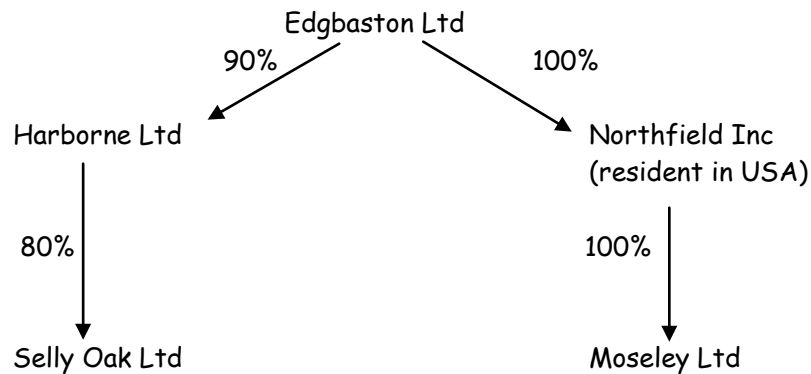 Edgbaston Ltd
90%
100%
Harborne Ltd
Northfield Inc
(resident in USA)
80%
100%
Selly Oak Ltd
Moseley Ltd